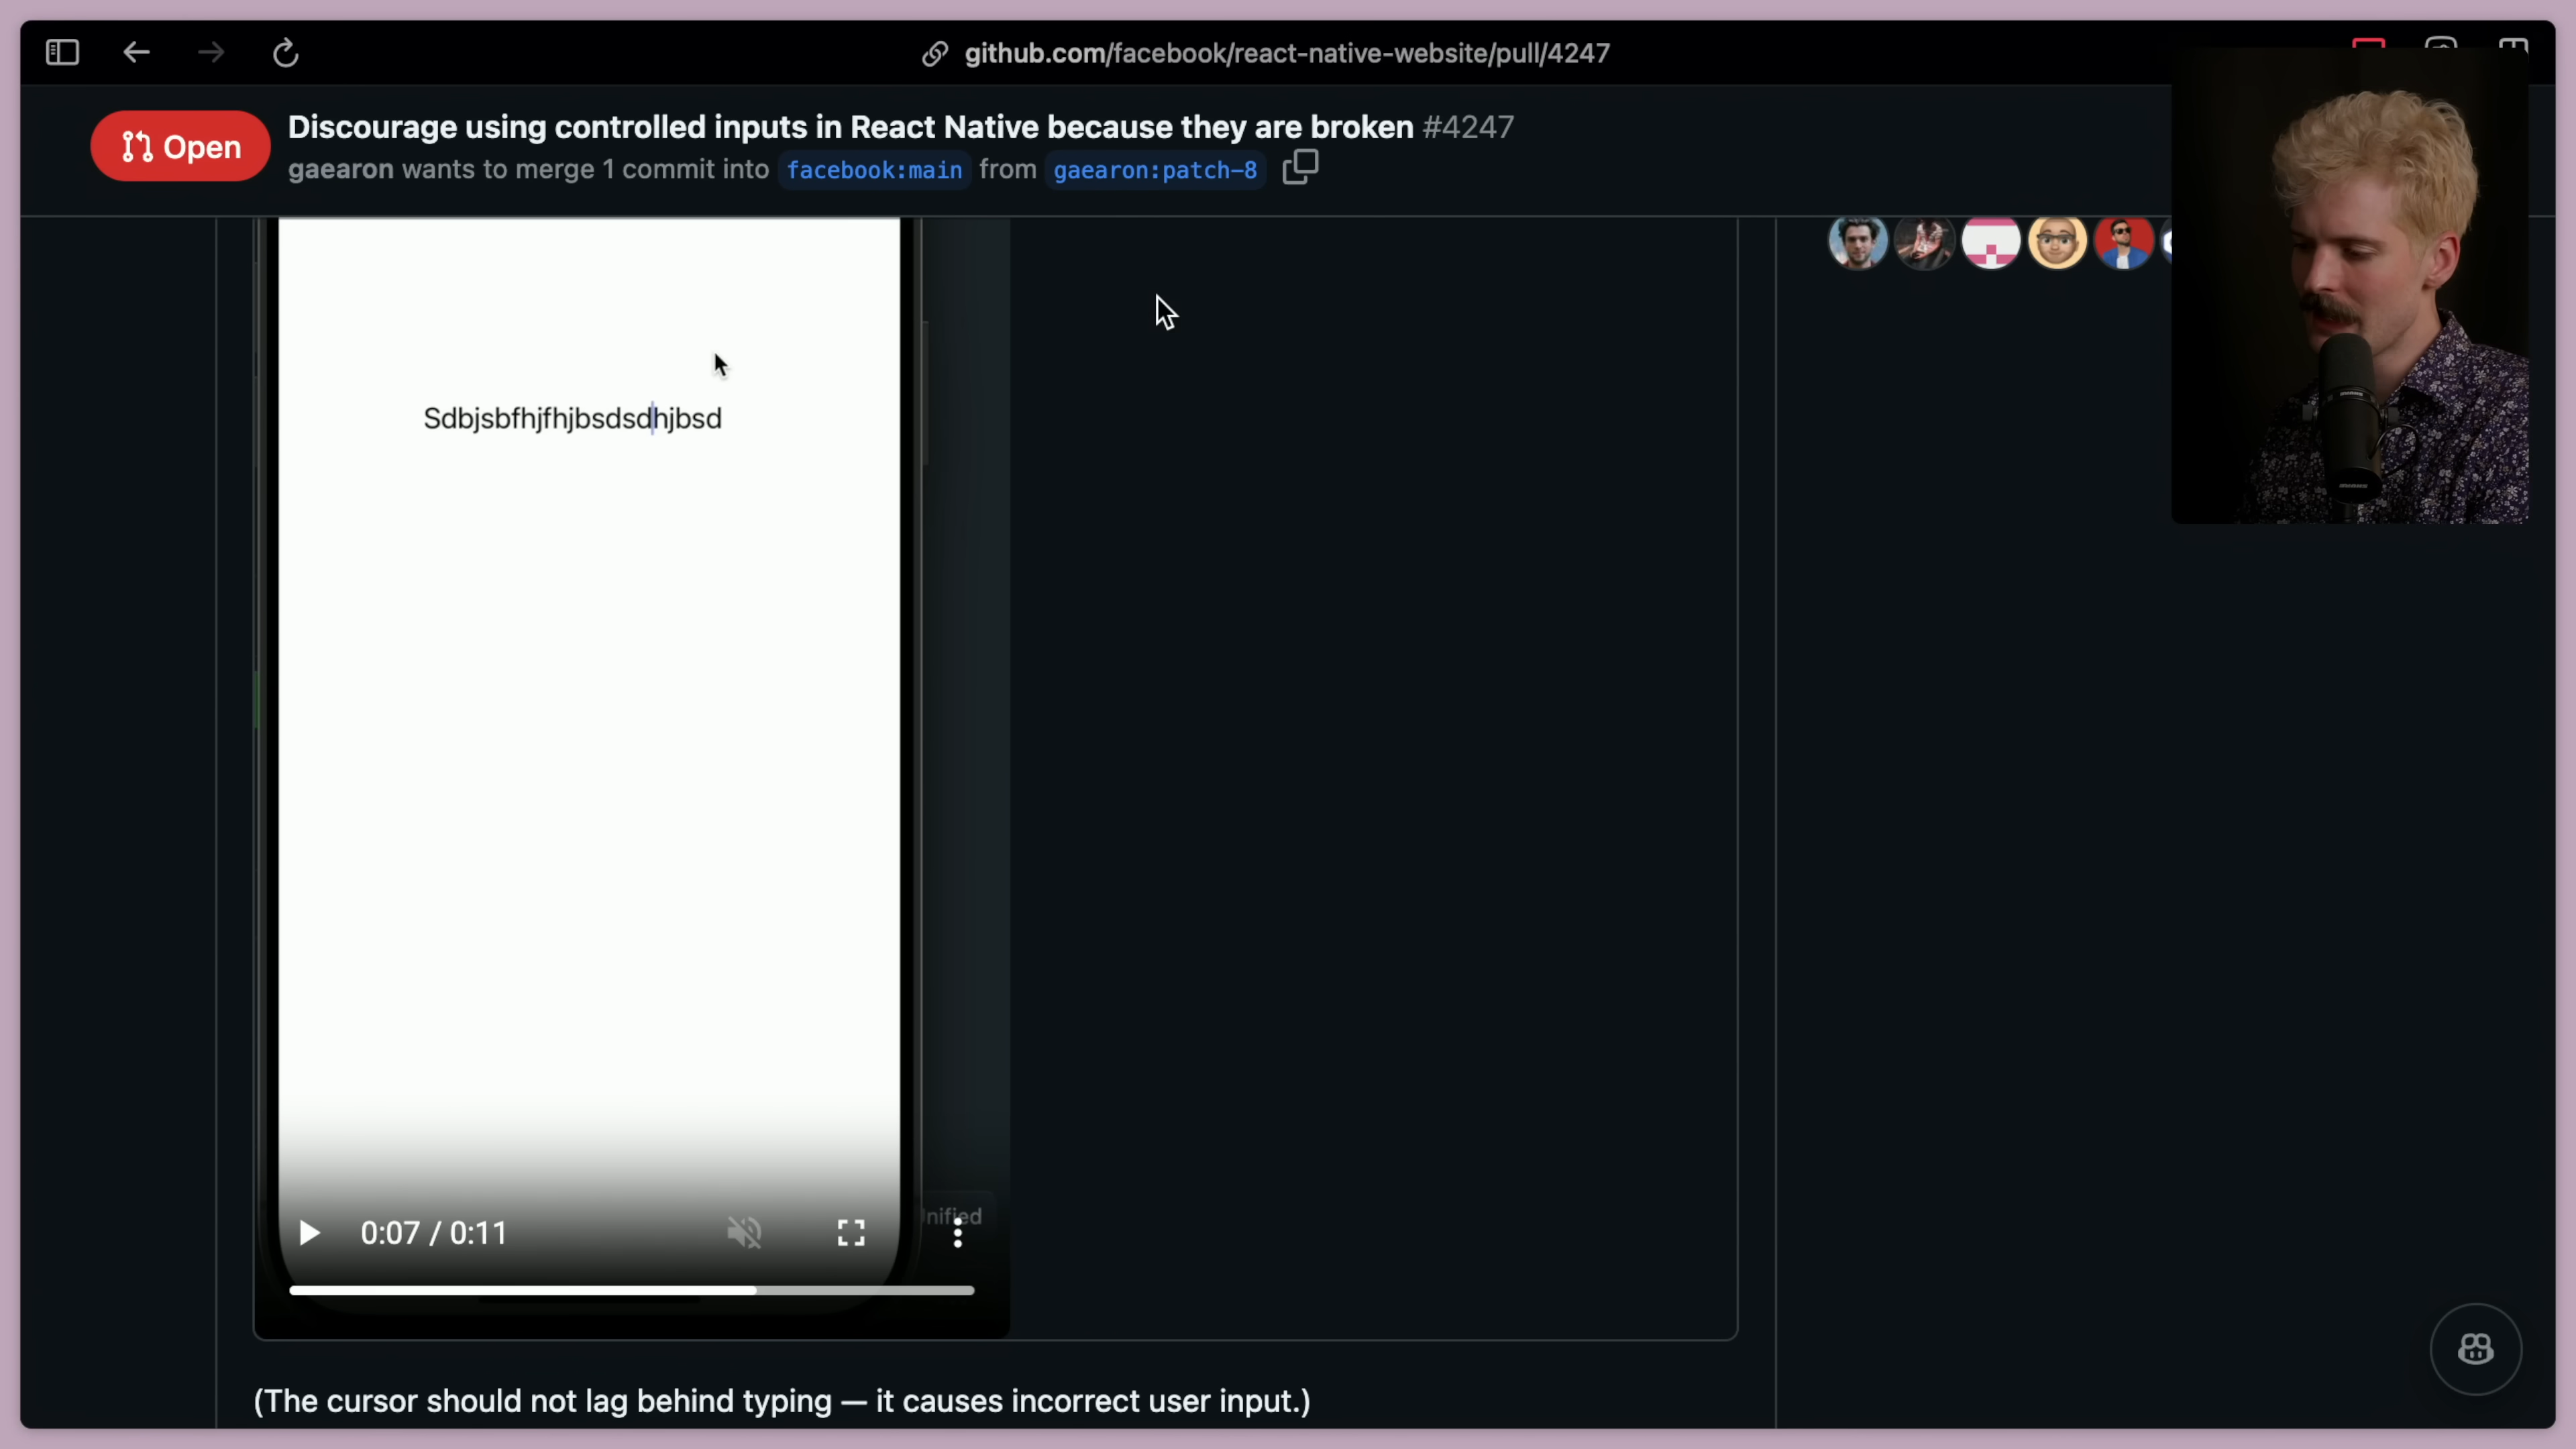 github.com/facebook/react-native-website/pull/4247
Open
Discourage using controlled inputs in React Native because they are broken #4247
gaearon wants to merge 1 commit into facebook:main from gaearon:patch-8
Sdbjsbfhjfhjbsdsdhjbsd
0:07 / 0:11
(The cursor should not lag behind typing — it causes incorrect user input.)